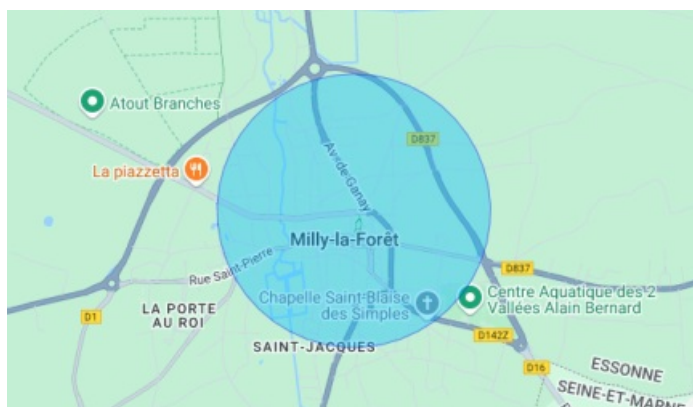 Atout Branches
D837
Av. de Ganay
La piazzetta
Milly-la-Forêt
Rue Saint-Pierre
D837
Centre Aquatique des 2
Vallées Alain Bernard
Chapelle Saint-Blaise
des Simples
LA PORTE
AU ROI
D1
D142Z
SAINT-JACQUES
D16
ESSONNE
SEINE-ET-MARNE